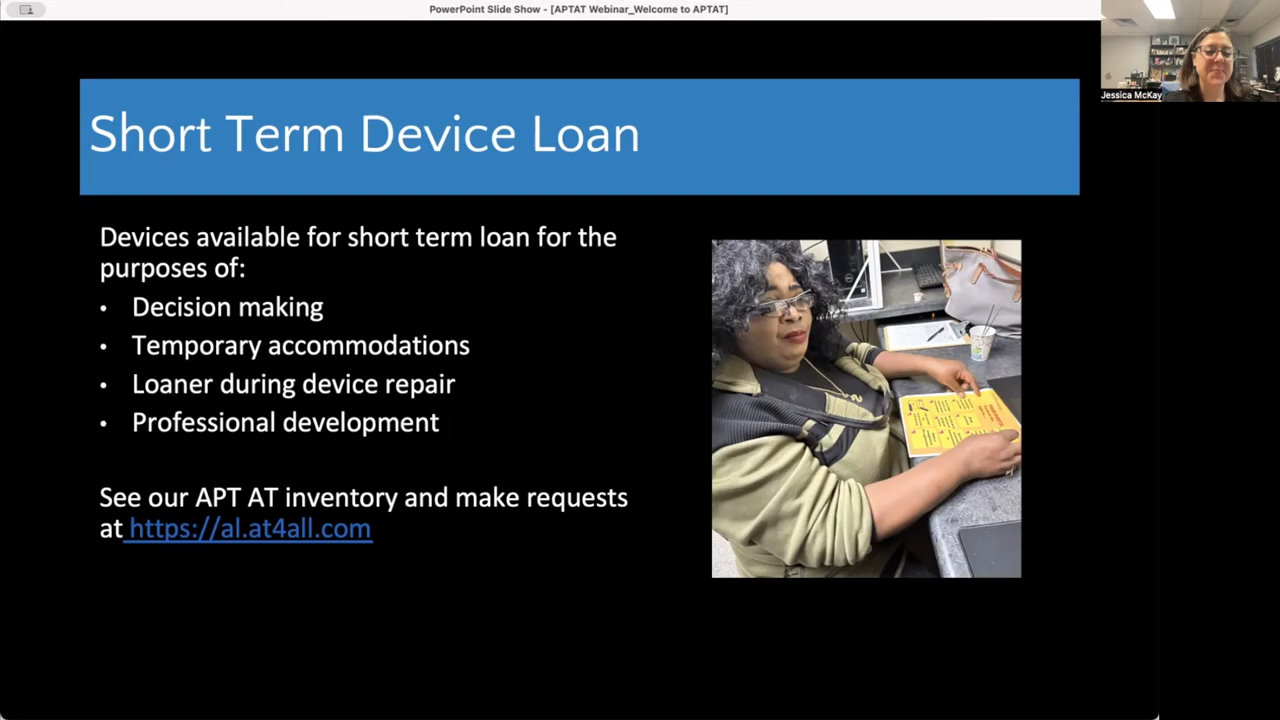 PowerPoint Slide Show - [APTAT Webinar_Welcome to APTAT]
Jessica McKay
Short Term Device Loan
Devices available for short term loan for the
purposes of:
• Decision making
• Temporary accommodations
• Loaner during device repair
• Professional development
See our APT AT inventory and make requests
at https://al.at4all.com